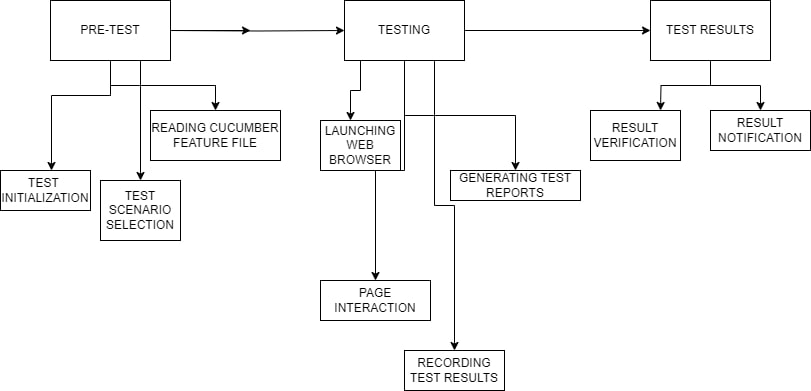 PRE-TEST
TESTING
TEST RESULTS
READING CUCUMBER
FEATURE FILE
LAUNCHING
WEB
BROWSER
RESULT
VERIFICATION
RESULT
NOTIFICATION
TEST
INITIALIZATION
TEST
SCENARIO
SELECTION
GENERATING TEST
REPORTS
PAGE
INTERACTION
RECORDING
TEST RESULTS